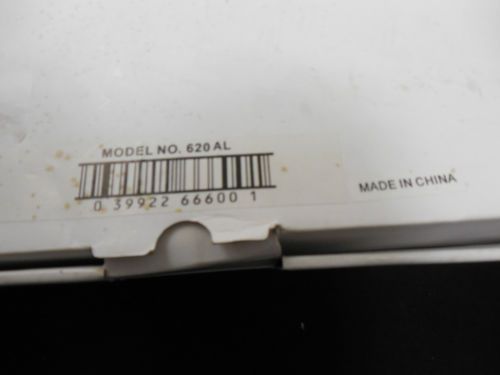 MODEL NO. 620 AL
0 39922 66600 1
MADE IN CHINA